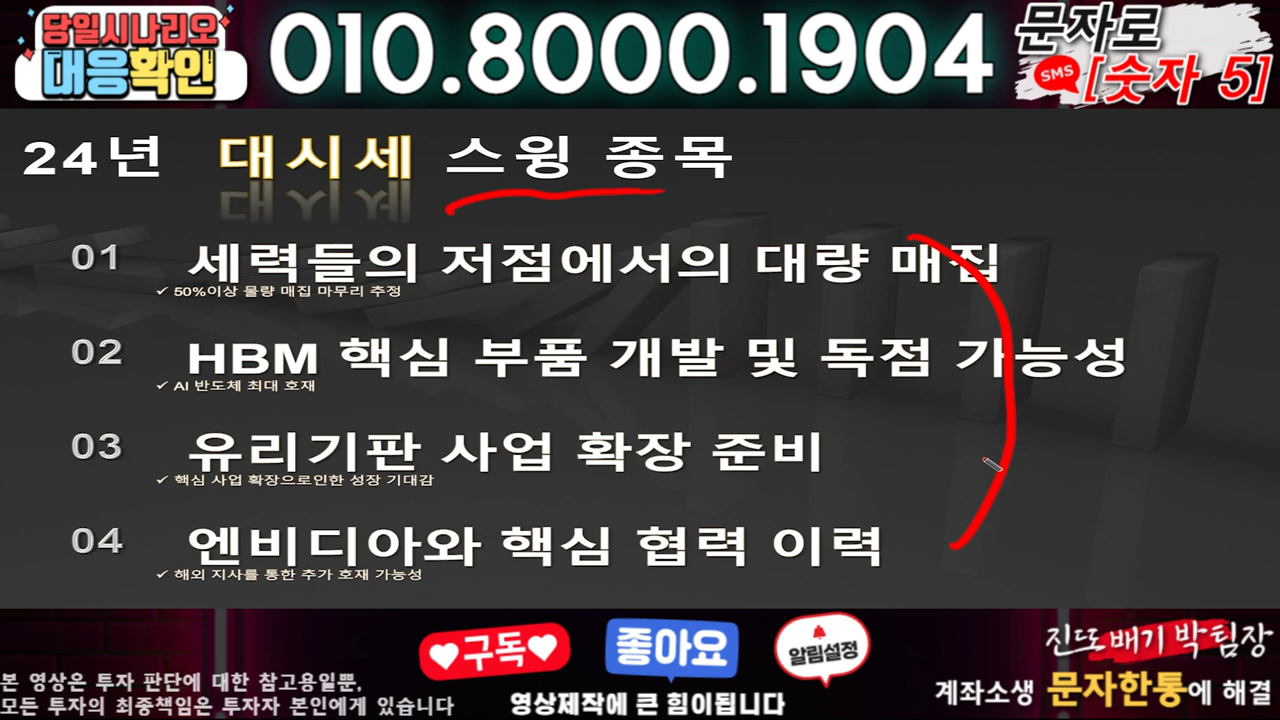 당일시나리오
대응확인
010.8000.1904
문자로
SMS [숫자 5]
24년 대시세 스윙 종목
01 세력들의 저점에서의 대량 매집
✓ 50%이상 물량 매집 마무리 추정
02 HBM 핵심 부품 개발 및 독점 가능성
✓ AI 반도체 최대 호재
03 유리기판 사업 확장 준비
✓ 핵심 사업 확장으로인한 성장 기대감
04 엔비디아와 핵심 협력 이력
✓ 해외 지사를 통한 추가 호재 가능성
본 영상은 투자 판단에 대한 참고용일뿐,
모든 투자의 최종책임은 투자자 본인에게 있습니다
구독
좋아요
알림설정
영상제작에 큰 힘이됩니다
진또배기 박팀장
계좌소생 문자한통에 해결